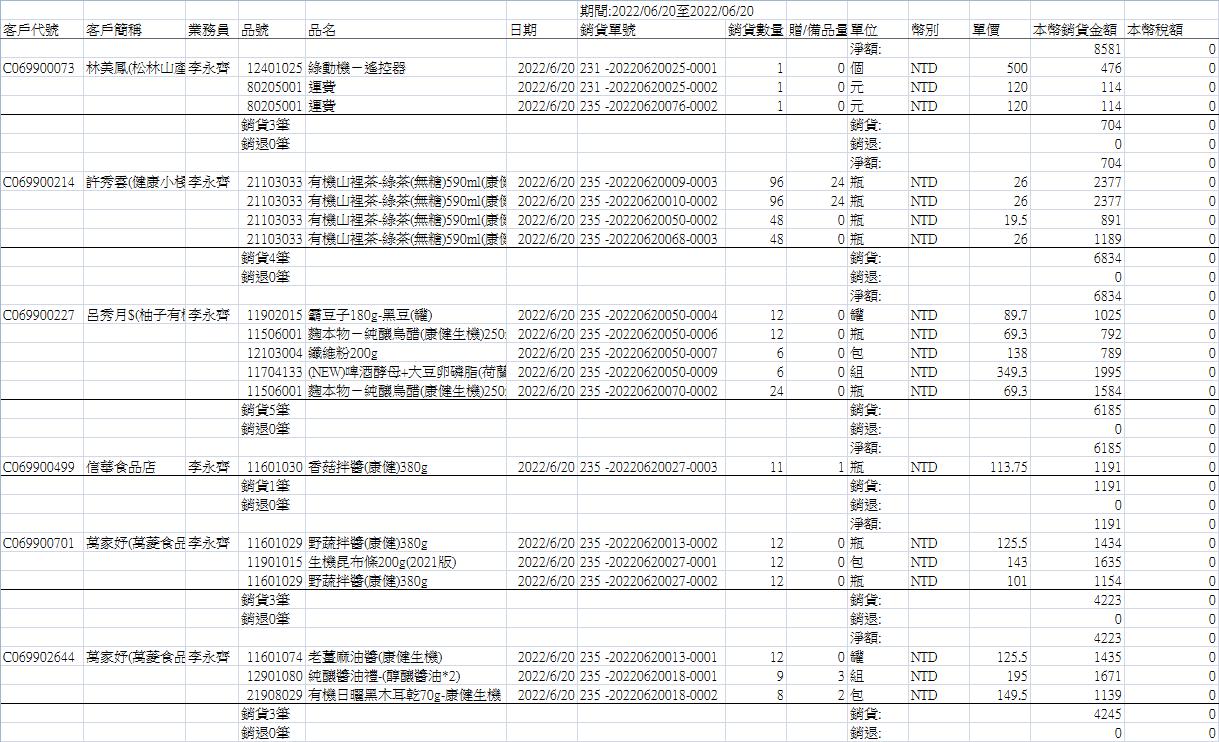 期間:2022/06/20至2022/06/20
客戶代號 客戶簡稱 業務員 品號 品名 日期 銷貨單號 銷貨數量 贈/備品量 單位 幣別 單價 本幣銷貨金額 本幣稅額
淨額: 8581 0
C069900073 林美鳳(松林山產 李永齊 12401025 綠動機－遙控器 2022/6/20 231 -20220620025-0001 1 0 個 NTD 500 476 0
80205001 運費 2022/6/20 231 -20220620025-0002 1 0 元 NTD 120 114 0
80205001 運費 2022/6/20 235 -20220620076-0002 1 0 元 NTD 120 114 0
銷貨3筆 銷貨: 704 0
銷退0筆 銷退: 0 0
淨額: 704 0
C069900214 許秀雲(健康小棧 李永齊 21103033 有機山裡茶-綠茶(無糖)590ml(康健 2022/6/20 235 -20220620009-0003 96 24 瓶 NTD 26 2377 0
21103033 有機山裡茶-綠茶(無糖)590ml(康健 2022/6/20 235 -20220620010-0002 96 24 瓶 NTD 26 2377 0
21103033 有機山裡茶-綠茶(無糖)590ml(康健 2022/6/20 235 -20220620050-0002 48 0 瓶 NTD 19.5 891 0
21103033 有機山裡茶-綠茶(無糖)590ml(康健 2022/6/20 235 -20220620068-0003 48 0 瓶 NTD 26 1189 0
銷貨4筆 銷貨: 6834 0
銷退0筆 銷退: 0 0
淨額: 6834 0
C069900227 呂秀月$(柚子有機 李永齊 11902015 霸豆子180g-黑豆(罐) 2022/6/20 235 -20220620050-0004 12 0 罐 NTD 89.7 1025 0
11506001 麴本物－純釀烏醋(康健生機)250 2022/6/20 235 -20220620050-0006 12 0 瓶 NTD 69.3 792 0
12103004 纖維粉200g 2022/6/20 235 -20220620050-0007 6 0 包 NTD 138 789 0
11704133 (NEW)啤酒酵母+大豆卵磷脂(荷蘭 2022/6/20 235 -20220620050-0009 6 0 組 NTD 349.3 1995 0
11506001 麴本物－純釀烏醋(康健生機)250 2022/6/20 235 -20220620070-0002 24 0 瓶 NTD 69.3 1584 0
銷貨5筆 銷貨: 6185 0
銷退0筆 銷退: 0 0
淨額: 6185 0
C069900499 信華食品店 李永齊 11601030 香菇拌醬(康健)380g 2022/6/20 235 -20220620027-0003 11 1 瓶 NTD 113.75 1191 0
銷貨1筆 銷貨: 1191 0
銷退0筆 銷退: 0 0
淨額: 1191 0
C069900701 萬家妤(萬菱食品 李永齊 11601029 野蔬拌醬(康健)380g 2022/6/20 235 -20220620013-0002 12 0 瓶 NTD 125.5 1434 0
11901015 生機昆布條200g(2021版) 2022/6/20 235 -20220620027-0001 12 0 包 NTD 143 1635 0
11601029 野蔬拌醬(康健)380g 2022/6/20 235 -20220620027-0002 12 0 瓶 NTD 101 1154 0
銷貨3筆 銷貨: 4223 0
銷退0筆 銷退: 0 0
淨額: 4223 0
C069902644 萬家妤(萬菱食品 李永齊 11601074 老薑麻油醬(康健生機) 2022/6/20 235 -20220620013-0001 12 0 罐 NTD 125.5 1435 0
12901080 純釀醬油禮-(醇釀醬油*2) 2022/6/20 235 -20220620018-0001 9 3 組 NTD 195 1671 0
21908029 有機日曬黑木耳乾70g-康健生機 2022/6/20 235 -20220620018-0002 8 2 包 NTD 149.5 1139 0
銷貨3筆 銷貨: 4245 0
銷退0筆 銷退: 0 0